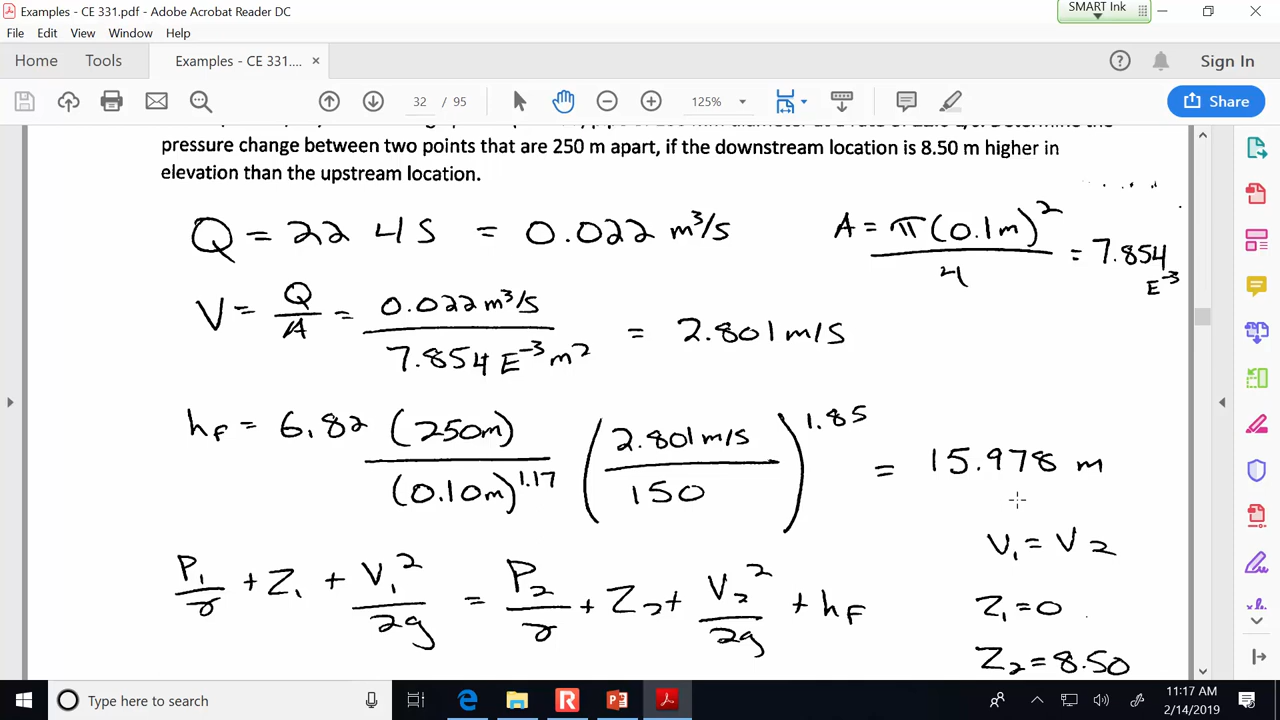 Examples - CE 331.pdf - Adobe Acrobat Reader DC
SMART Ink
File Edit View Window Help
Home Tools Examples - CE 331.... × Sign In
32 / 95 125% Share
pressure change between two points that are 250 m apart, if the downstream location is 8.50 m higher in
elevation than the upstream location.
Q = 22 L/S = 0.022 m³/s
A = π(0.1m)² / 4 = 7.854 E⁻³
V = Q/A = 0.022 m³/s / 7.854 E⁻³ m² = 2.801 m/s
hF = 6.82 (250m) / (0.10m)^1.17 (2.801 m/s / 150)^1.85 = 15.978 m
V₁ = V₂
P₁/γ + Z₁ + V₁²/2g = P₂/γ + Z₂ + V₂²/2g + hF
Z₁ = 0
Z₂ = 8.50
Type here to search
11:17 AM
2/14/2019